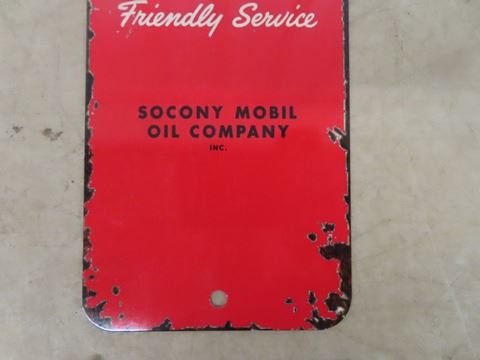 Friendly Service
SOCONY MOBIL
OIL COMPANY
INC.